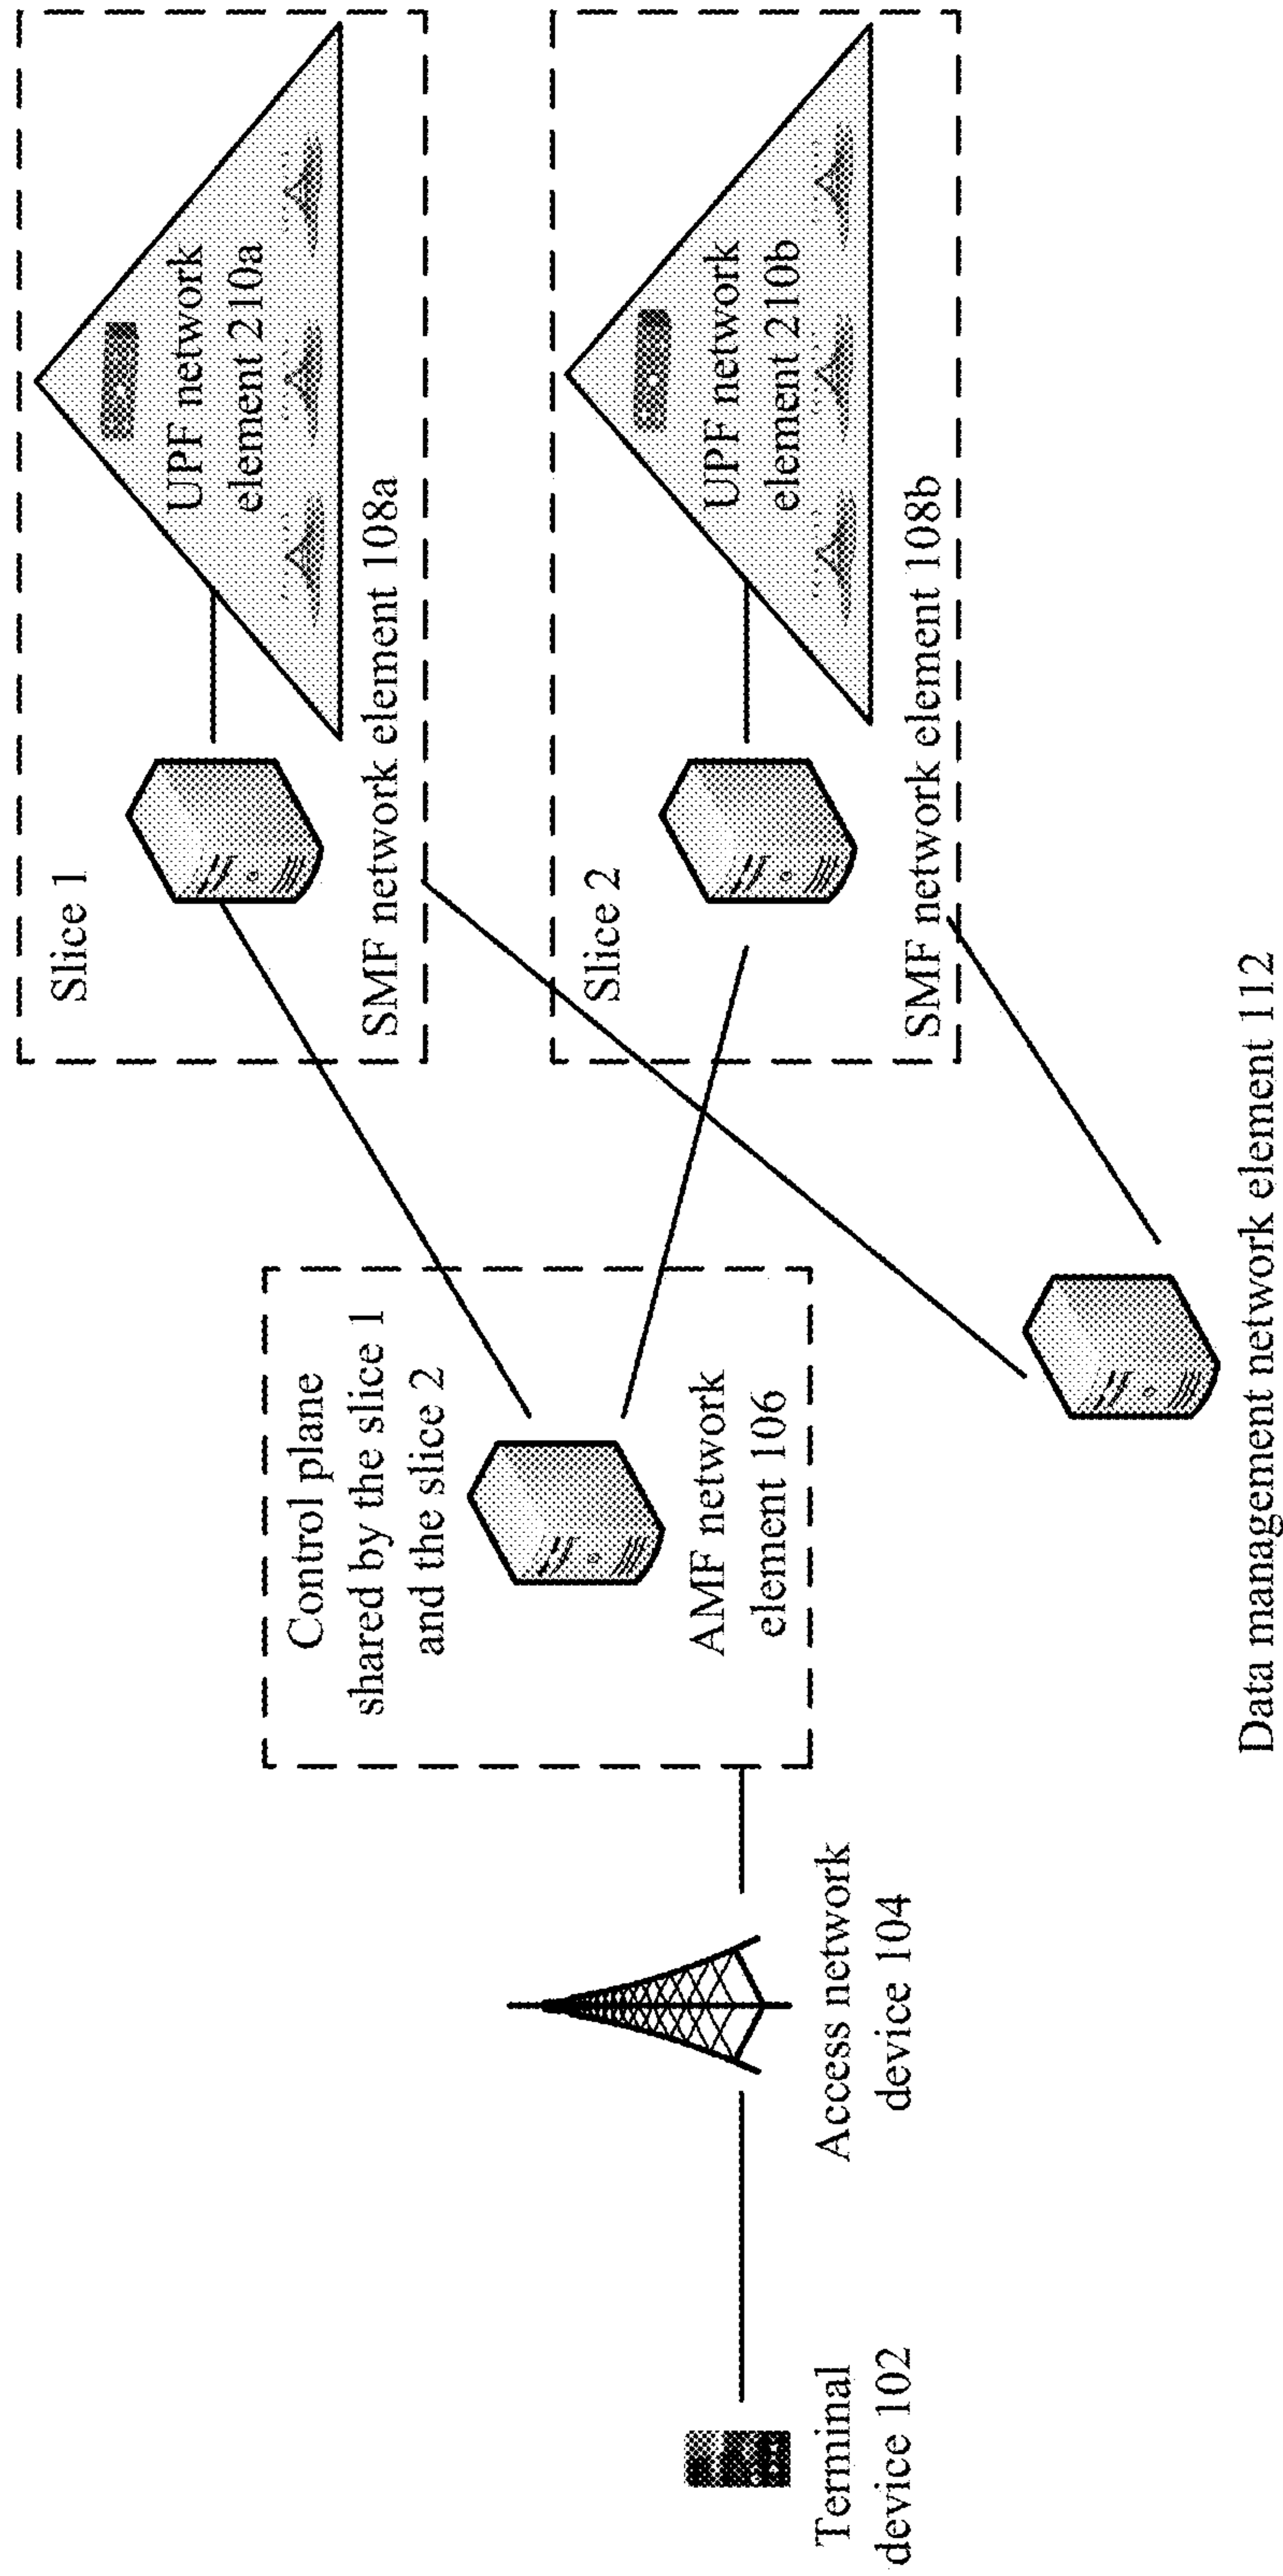 Slice 1
UPF network
element 210a
SMF network element 108a
Control plane
shared by the slice 1
and the slice 2
AMF network
element 106
Slice 2
UPF network
element 210b
SMF network element 108b
Terminal
device 102
Access network
device 104
Data management network element 112